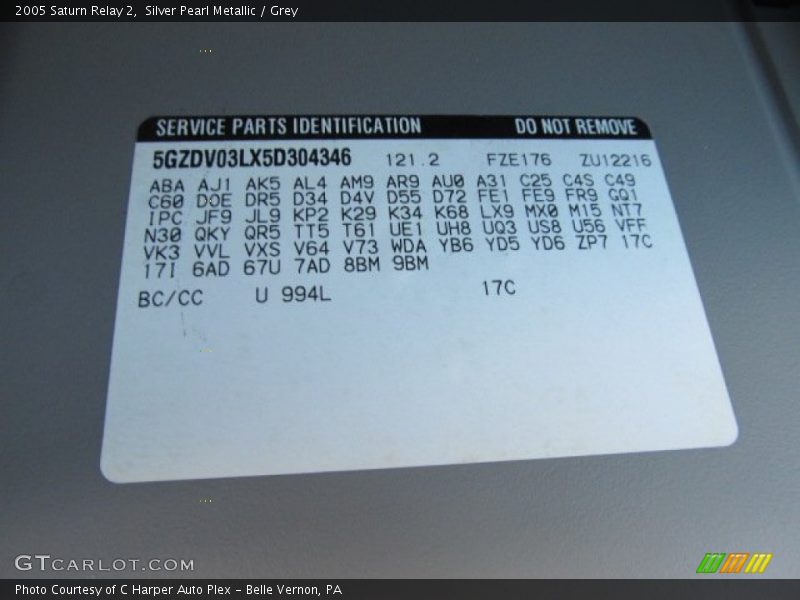 2005 Saturn Relay 2, Silver Pearl Metallic / Grey
SERVICE PARTS IDENTIFICATION DO NOT REMOVE
5GZDV03LX5D304346 121.2 FZE176 ZU12216
ABA AJ1 AK5 AL4 AM9 AR9 AU0 A31 C25 C4S C49
C60 D0E DR5 D34 D4V D55 D72 FE1 FE9 FR9 GQ1
IPC JF9 JL9 KP2 K29 K34 K68 LX9 MX0 M15 NT7
N30 QKY QR5 TT5 T61 UE1 UH8 UQ3 US8 U56 VFF
VK3 VVL VXS V64 V73 WDA YB6 YD5 YD6 ZP7 17C
17I 6AD 67U 7AD 8BM 9BM
BC/CC U 994L 17C
GTCARLOT.COM
Photo Courtesy of C Harper Auto Plex - Belle Vernon, PA